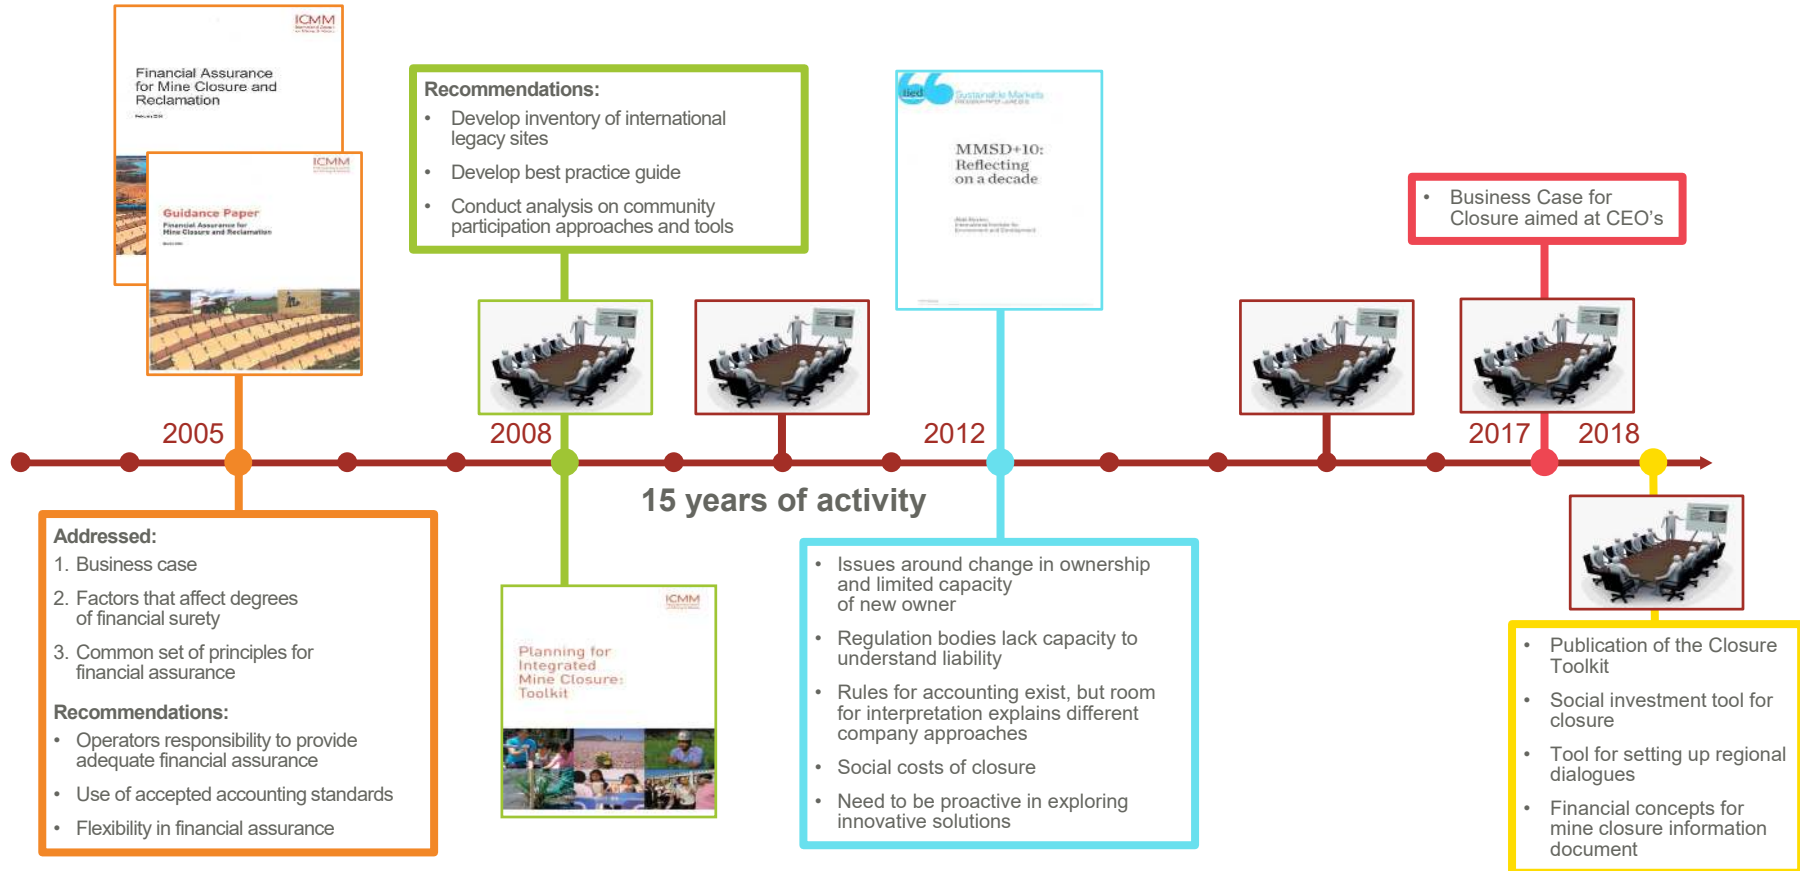 ICMM
Financial Assurance
for Mine Closure and
Reclamation
ICMM
Guidance Paper
Financial Assurance for
Mine Closure and Reclamation
Recommendations:
• Develop inventory of international
legacy sites
• Develop best practice guide
• Conduct analysis on community
participation approaches and tools
iied
Sustainable Markets
MMSD+10:
Reflecting
on a decade
International Institute for
Environment and Development
• Business Case for
Closure aimed at CEO's
2005
2008
2012
2017
2018
15 years of activity
Addressed:
1. Business case
2. Factors that affect degrees
of financial surety
3. Common set of principles for
financial assurance
Recommendations:
• Operators responsibility to provide
adequate financial assurance
• Use of accepted accounting standards
• Flexibility in financial assurance
ICMM
Planning for
Integrated
Mine Closure:
Toolkit
• Issues around change in ownership
and limited capacity
of new owner
• Regulation bodies lack capacity to
understand liability
• Rules for accounting exist, but room
for interpretation explains different
company approaches
• Social costs of closure
• Need to be proactive in exploring
innovative solutions
• Publication of the Closure
Toolkit
• Social investment tool for
closure
• Tool for setting up regional
dialogues
• Financial concepts for
mine closure information
document